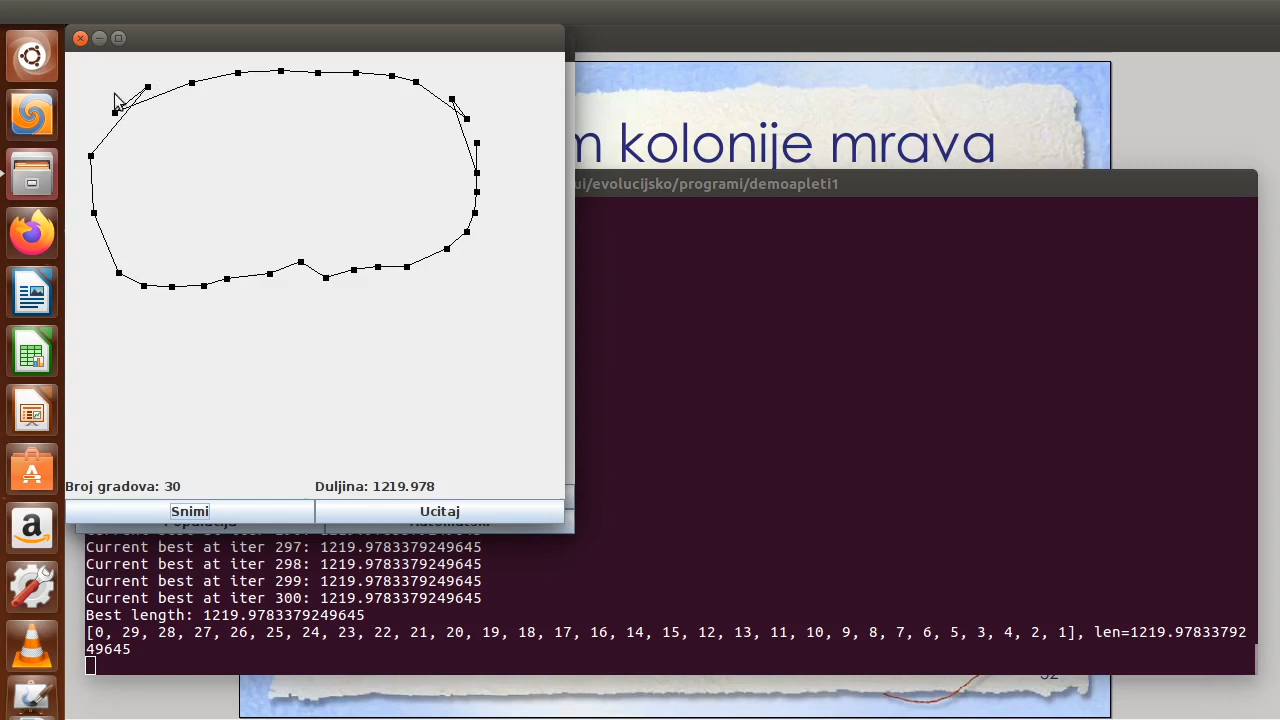 m kolonije mrava
ui/evolucijsko/programi/demoapleti1
Broj gradova: 30
Duljina: 1219.978
Snimi
Ucitaj
Current best at iter 297: 1219.9783379249645
Current best at iter 298: 1219.9783379249645
Current best at iter 299: 1219.9783379249645
Current best at iter 300: 1219.9783379249645
Best length: 1219.9783379249645
[0, 29, 28, 27, 26, 25, 24, 23, 22, 21, 20, 19, 18, 17, 16, 14, 15, 12, 13, 11, 10, 9, 8, 7, 6, 5, 3, 4, 2, 1], len=1219.97833792
49645